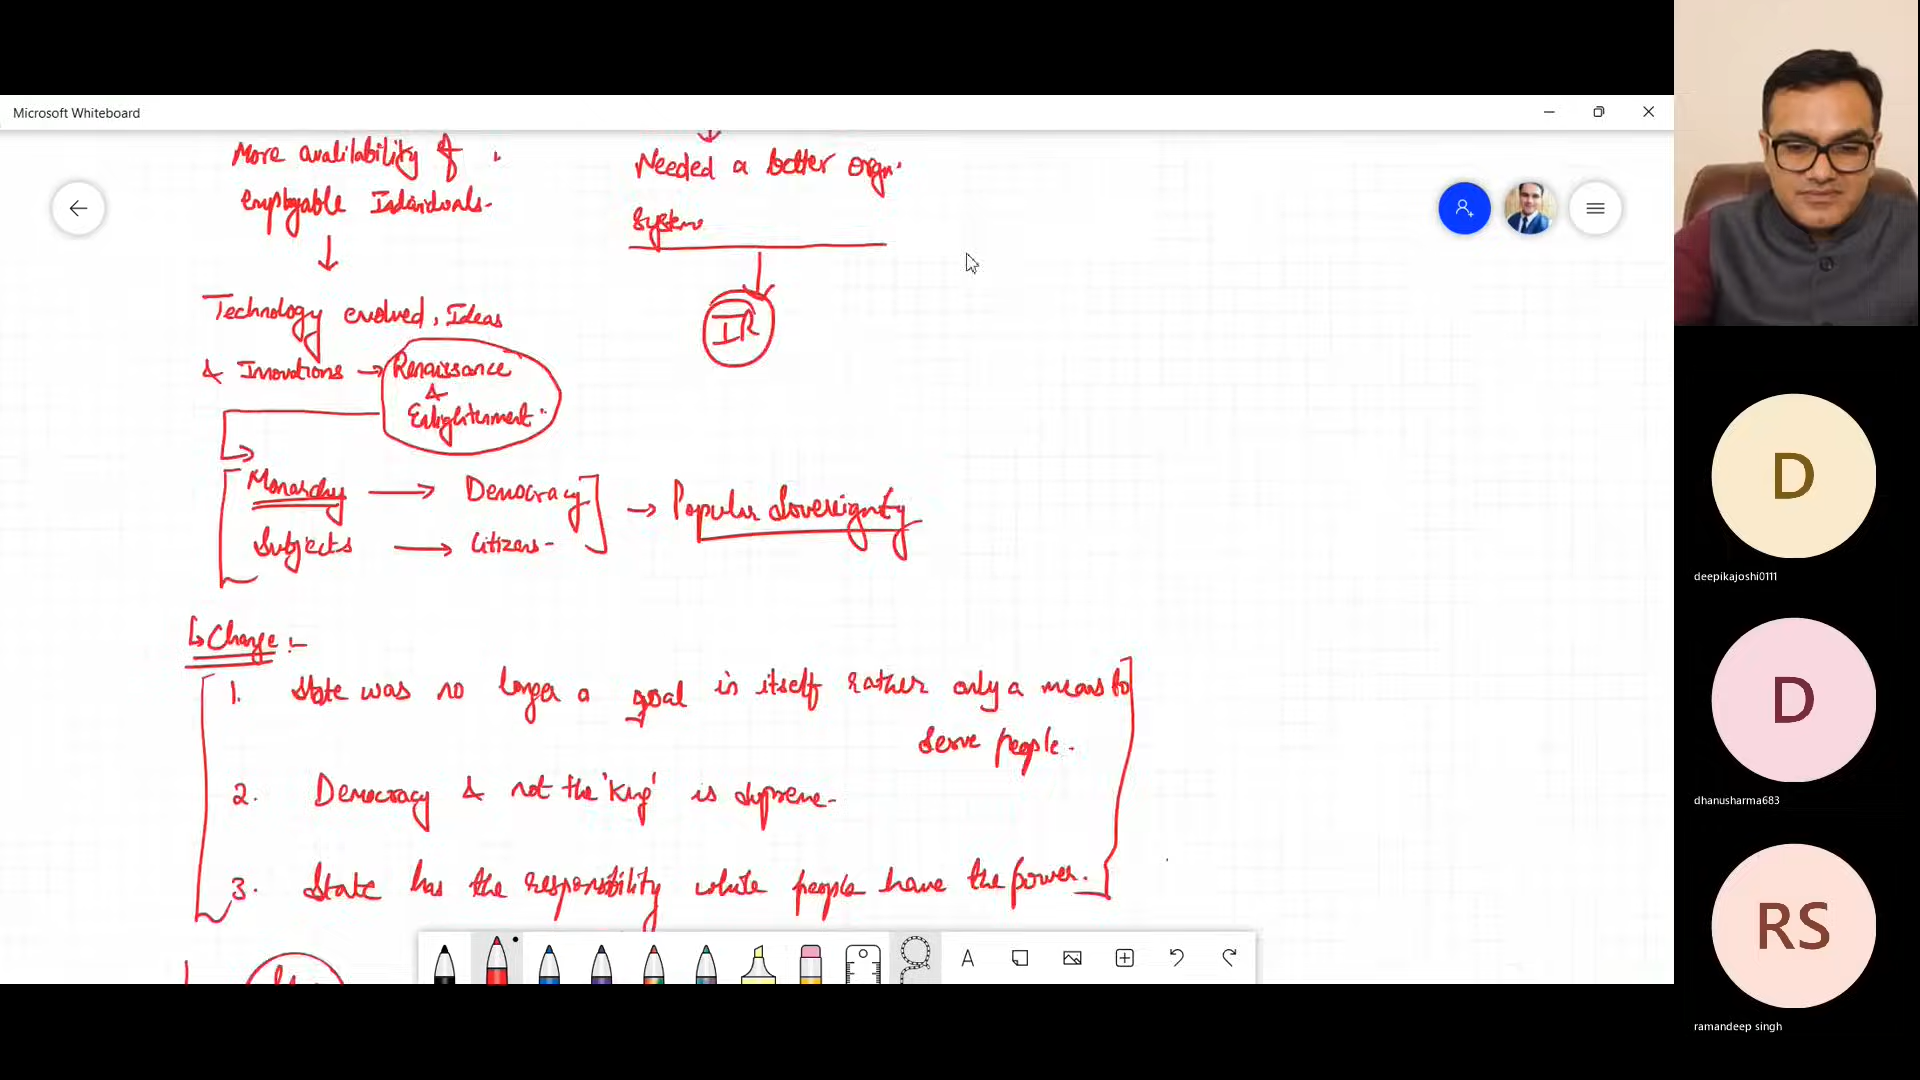 Microsoft Whiteboard
More availability of
employable Individuals-
↓
Technology evolved, Ideas
& Innovations → Renaissance
&
Enlightenment.
Monarchy → Democracy
Subjects → Citizens-
→ Popular Sovereignty
Needed a better orgn.
System
IR
↳ Change :-
1. State was no longer a goal in itself rather only a means to
serve people.
2. Democracy & not the 'King' is supreme-
3. State has the responsibility while people have the power.
D
deepikajoshi0111
D
dhanusharma683
RS
ramandeep singh